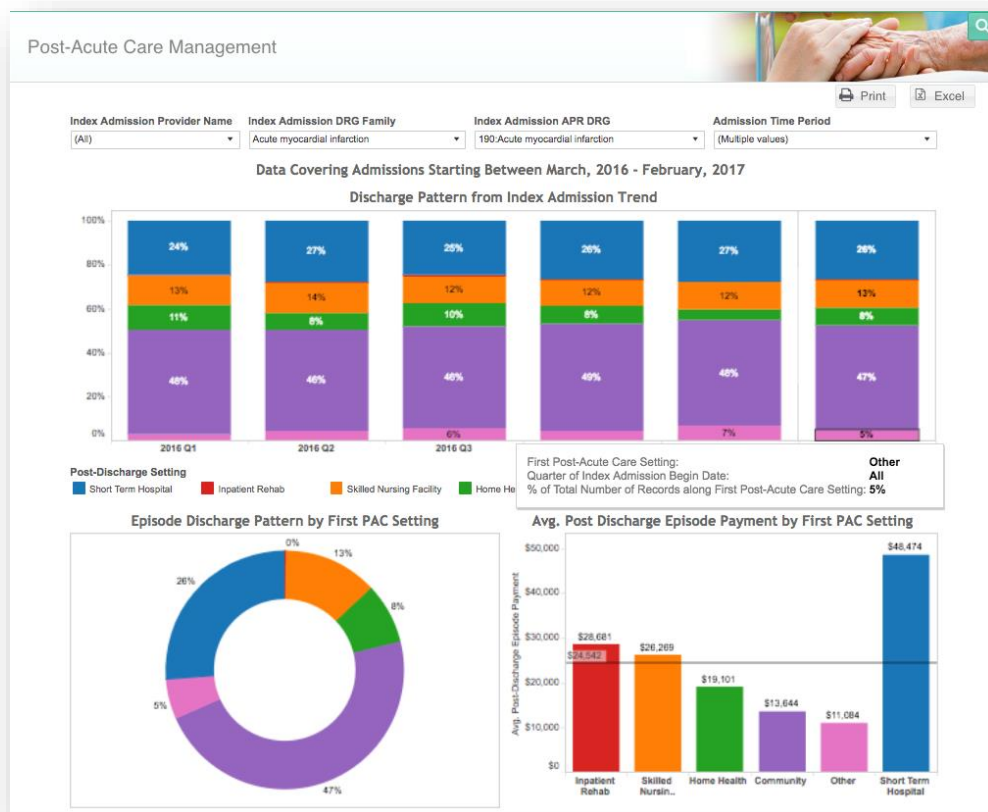 Post-Acute Care Management
Print Excel
Index Admission Provider Name Index Admission DRG Family Index Admission APR DRG Admission Time Period
(All) Acute myocardial infarction 190:Acute myocardial infarction (Multiple values)
Data Covering Admissions Starting Between March, 2016 - February, 2017
Discharge Pattern from Index Admission Trend
100%
80%
60%
40%
20%
0%
24% 27% 25% 26% 27% 26%
13% 14% 12% 12% 12% 13%
11% 8% 10% 8% 8%
48% 46% 46% 49% 48% 47%
6% 7% 5%
2016 Q1 2016 Q2 2016 Q3
First Post-Acute Care Setting: Other
Quarter of Index Admission Begin Date: All
% of Total Number of Records along First Post-Acute Care Setting: 5%
Post-Discharge Setting
Short Term Hospital Inpatient Rehab Skilled Nursing Facility Home He
Episode Discharge Pattern by First PAC Setting
0%
13%
8%
47%
5%
26%
Avg. Post Discharge Episode Payment by First PAC Setting
Avg. Post-Discharge Episode Payment
$50,000
$40,000
$30,000
$20,000
$10,000
$0
$28,681 $26,269 $19,101 $13,644 $11,084 $48,474
$24,542
Inpatient Rehab Skilled Nursin.. Home Health Community Other Short Term Hospital